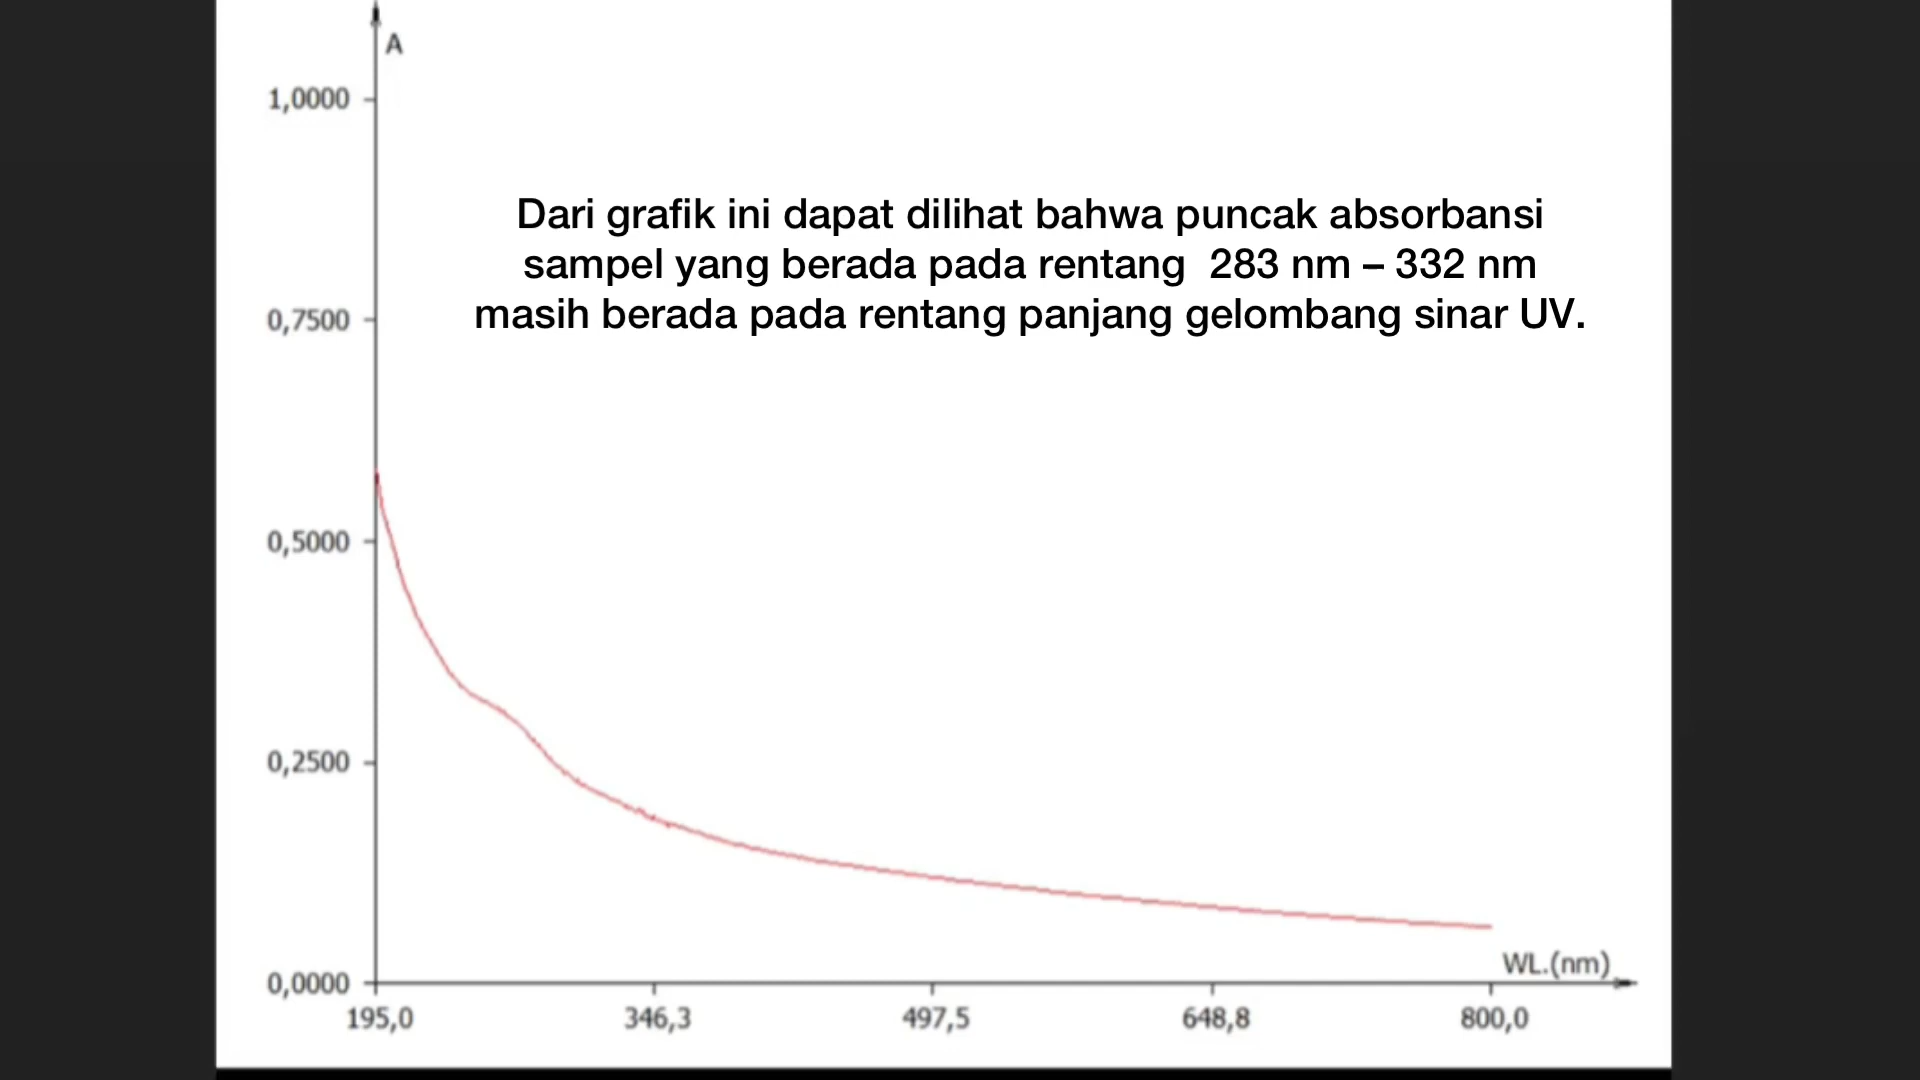 A
1,0000
Dari grafik ini dapat dilihat bahwa puncak absorbansi
sampel yang berada pada rentang 283 nm – 332 nm
masih berada pada rentang panjang gelombang sinar UV.
0,7500
0,5000
0,2500
WL.(nm)
0,0000
195,0 346,3 497,5 648,8 800,0